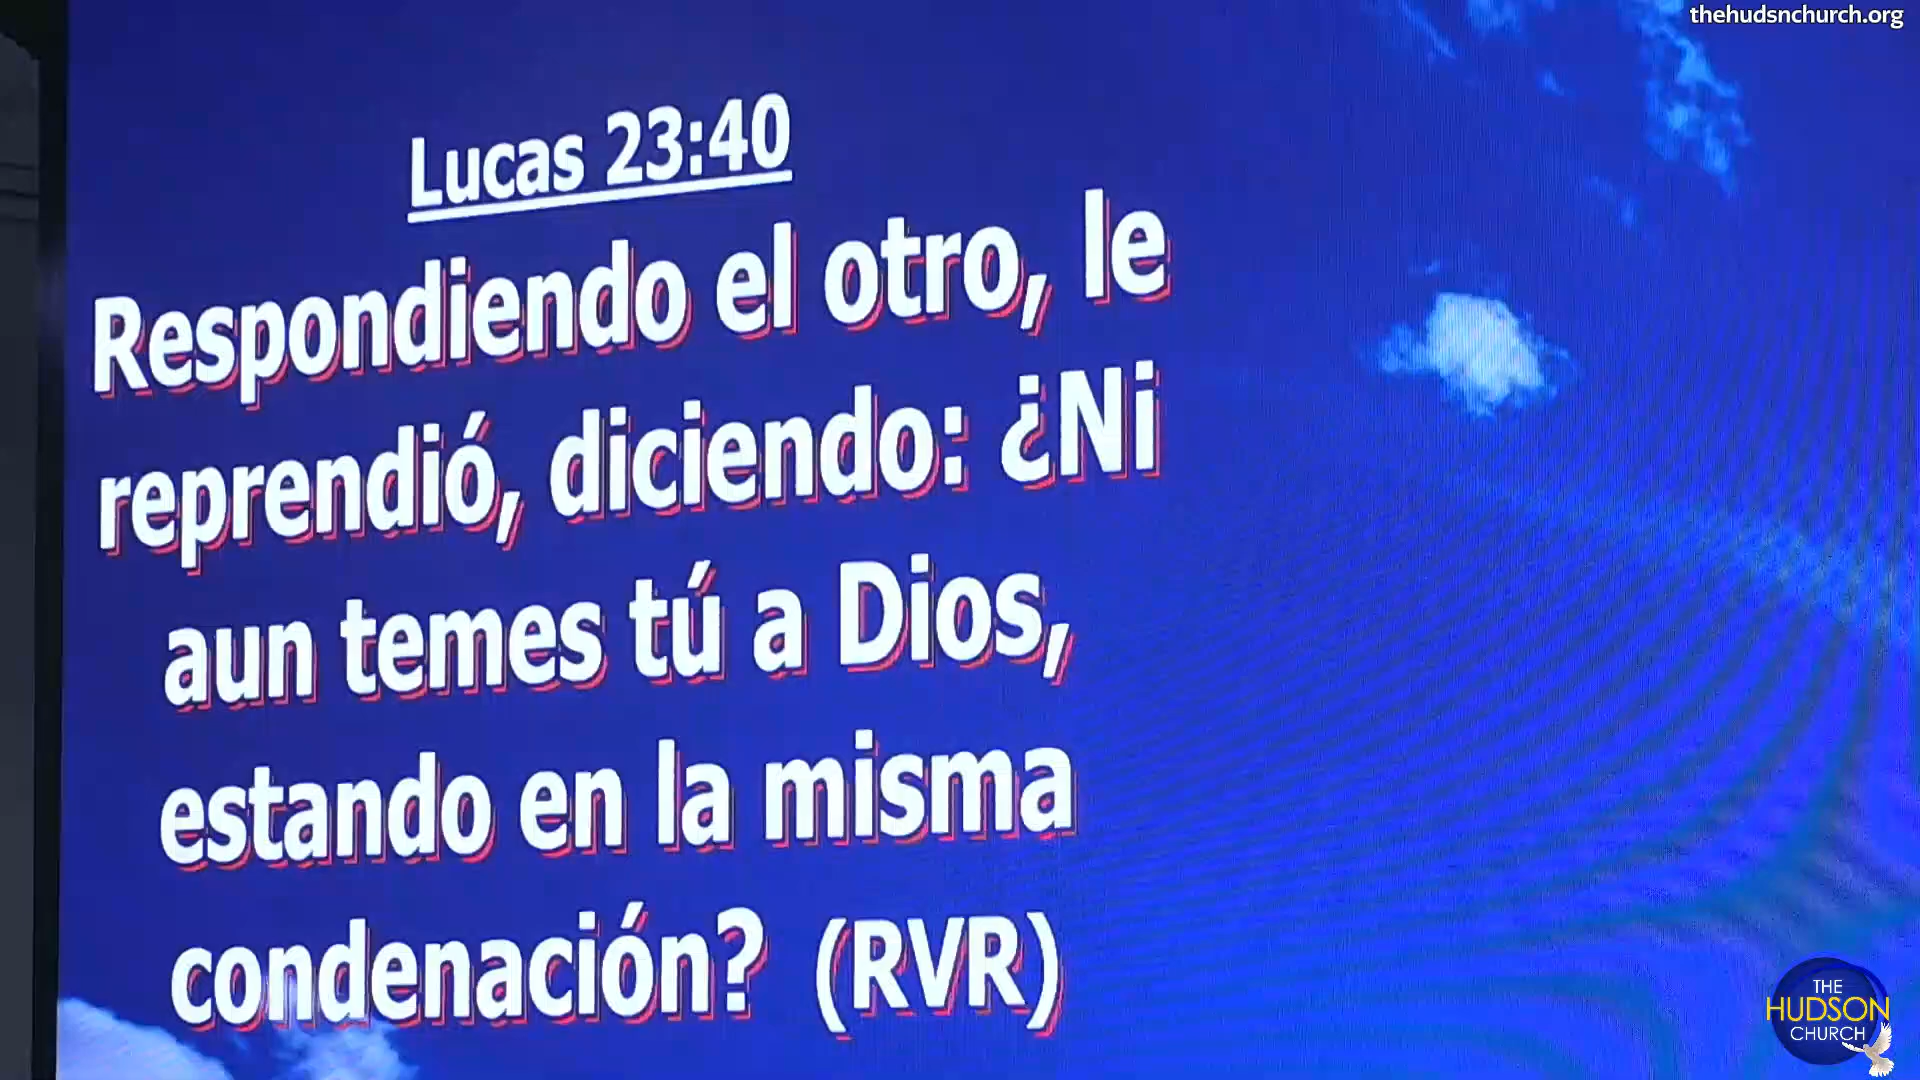 thehudsnchurch.org
Lucas 23:40
Respondiendo el otro, le
reprendió, diciendo: ¿Ni
aun temes tú a Dios,
estando en la misma
condenación? (RVR)
THE
HUDSON
CHURCH